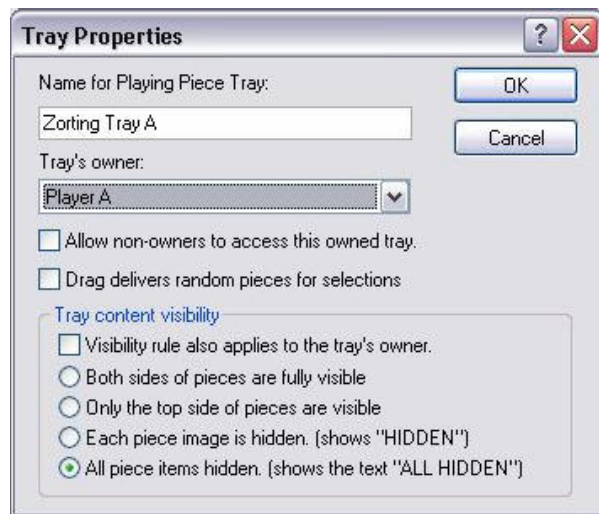 Tray Properties
Name for Playing Piece Tray:
OK
Zorting Tray A
Cancel
Tray's owner:
Player A
Allow non-owners to access this owned tray.
Drag delivers random pieces for selections
Tray content visibility
Visibility rule also applies to the tray's owner.
Both sides of pieces are fully visible
Only the top side of pieces are visible
Each piece image is hidden. (shows "HIDDEN")
All piece items hidden. (shows the text "ALL HIDDEN")